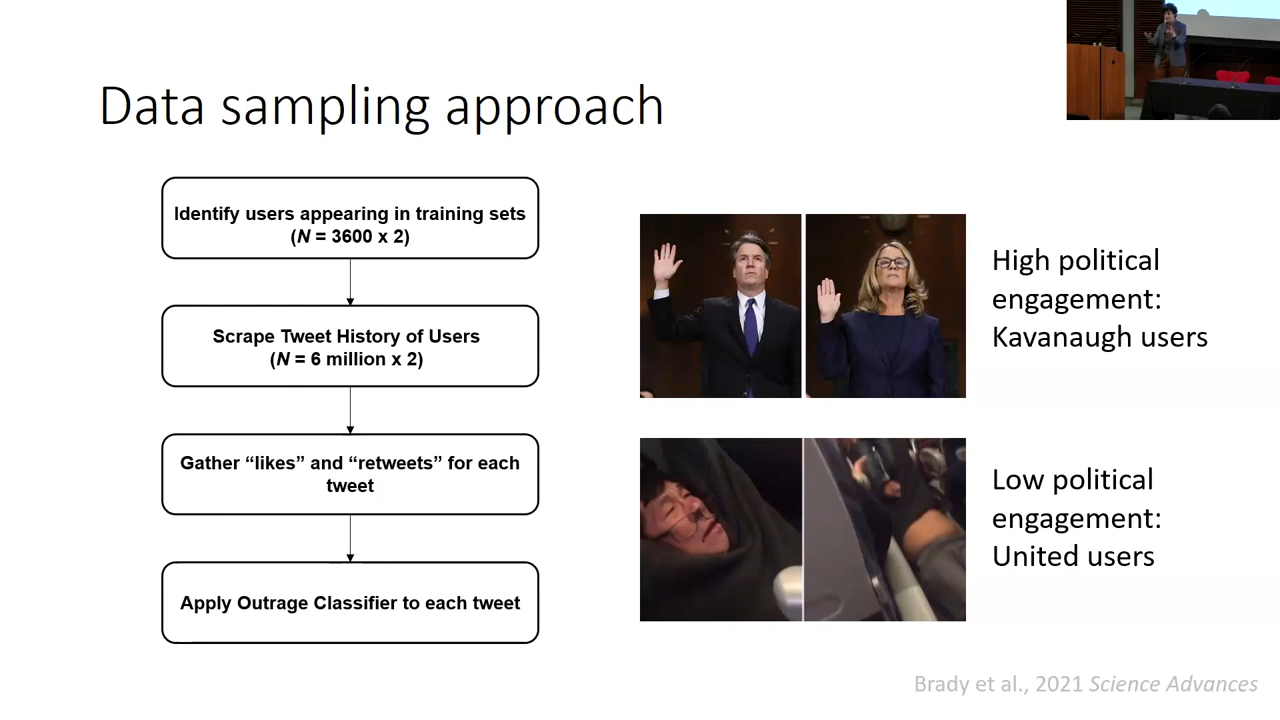 Data sampling approach
Identify users appearing in training sets
(N = 3600 x 2)
Scrape Tweet History of Users
(N = 6 million x 2)
Gather “likes” and “retweets” for each
tweet
Apply Outrage Classifier to each tweet
High political
engagement:
Kavanaugh users
Low political
engagement:
United users
Brady et al., 2021 Science Advances